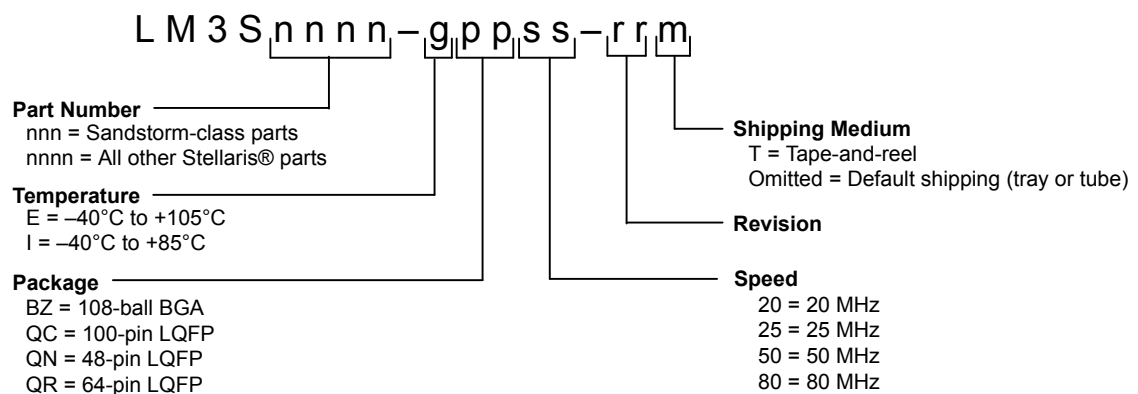 LM3Snnnn–gppss–rrm
Part Number
nnn = Sandstorm-class parts
nnnn = All other Stellaris® parts
Temperature
E = –40°C to +105°C
I = –40°C to +85°C
Package
BZ = 108-ball BGA
QC = 100-pin LQFP
QN = 48-pin LQFP
QR = 64-pin LQFP
Shipping Medium
T = Tape-and-reel
Omitted = Default shipping (tray or tube)
Revision
Speed
20 = 20 MHz
25 = 25 MHz
50 = 50 MHz
80 = 80 MHz